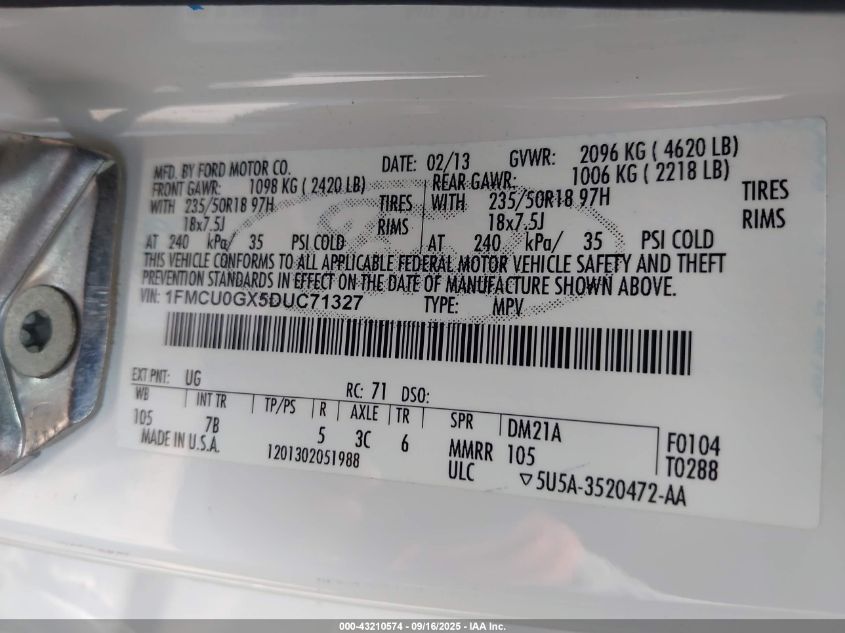 MFD. BY FORD MOTOR CO. DATE: 02/13 GVWR: 2096 KG ( 4620 LB)
FRONT GAWR: 1098 KG ( 2420 LB) REAR GAWR: 1006 KG ( 2218 LB)
WITH 235/50R18 97H TIRES WITH 235/50R18 97H TIRES
18x7.5J RIMS 18x7.5J RIMS
AT 240 kPa/ 35 PSI COLD AT 240 kPa/ 35 PSI COLD
THIS VEHICLE CONFORMS TO ALL APPLICABLE FEDERAL MOTOR VEHICLE SAFETY AND THEFT
PREVENTION STANDARDS IN EFFECT ON THE DATE OF MANUFACTURE SHOWN ABOVE.
VIN: 1FMCU0GX5DUC71327 TYPE: MPV
EXT PNT: UG RC: 71 DSO:
WB INT TR TP/PS R AXLE TR SPR DM21A F0104
105 7B 5 3C 6 MMRR 105 T0288
MADE IN U.S.A. 1201302051988 ULC ▽5U5A-3520472-AA
000-43210574 - 09/16/2025 - IAA Inc.